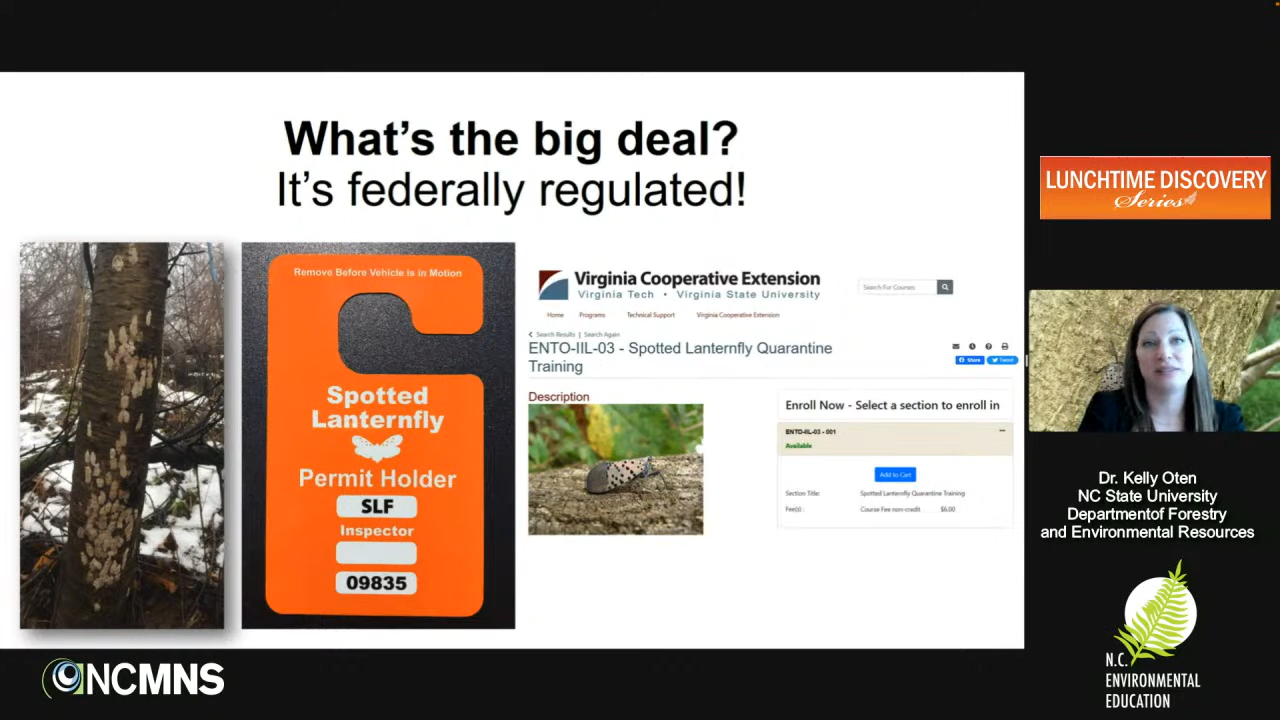 What's the big deal?
It's federally regulated!
Remove Before Vehicle is in Motion
Spotted
Lanternfly
Permit Holder
SLF
Inspector
09835
Virginia Cooperative Extension
Virginia Tech • Virginia State University
Search For Courses
Home Programs Technical Support Virginia Cooperative Extension
Search Results | Search Again
ENTO-IIL-03 - Spotted Lanternfly Quarantine
Training
Share Tweet
Description
Enroll Now - Select a section to enroll in
ENTO-IIL-03 - 001
Available
Add to Cart
Section Title: Spotted Lanternfly Quarantine Training
Fee(s): Course Fee non-credit $6.00
LUNCHTIME DISCOVERY
Series
Dr. Kelly Oten
NC State University
Departmentof Forestry
and Environmental Resources
NCMNS
N.C.
ENVIRONMENTAL
EDUCATION